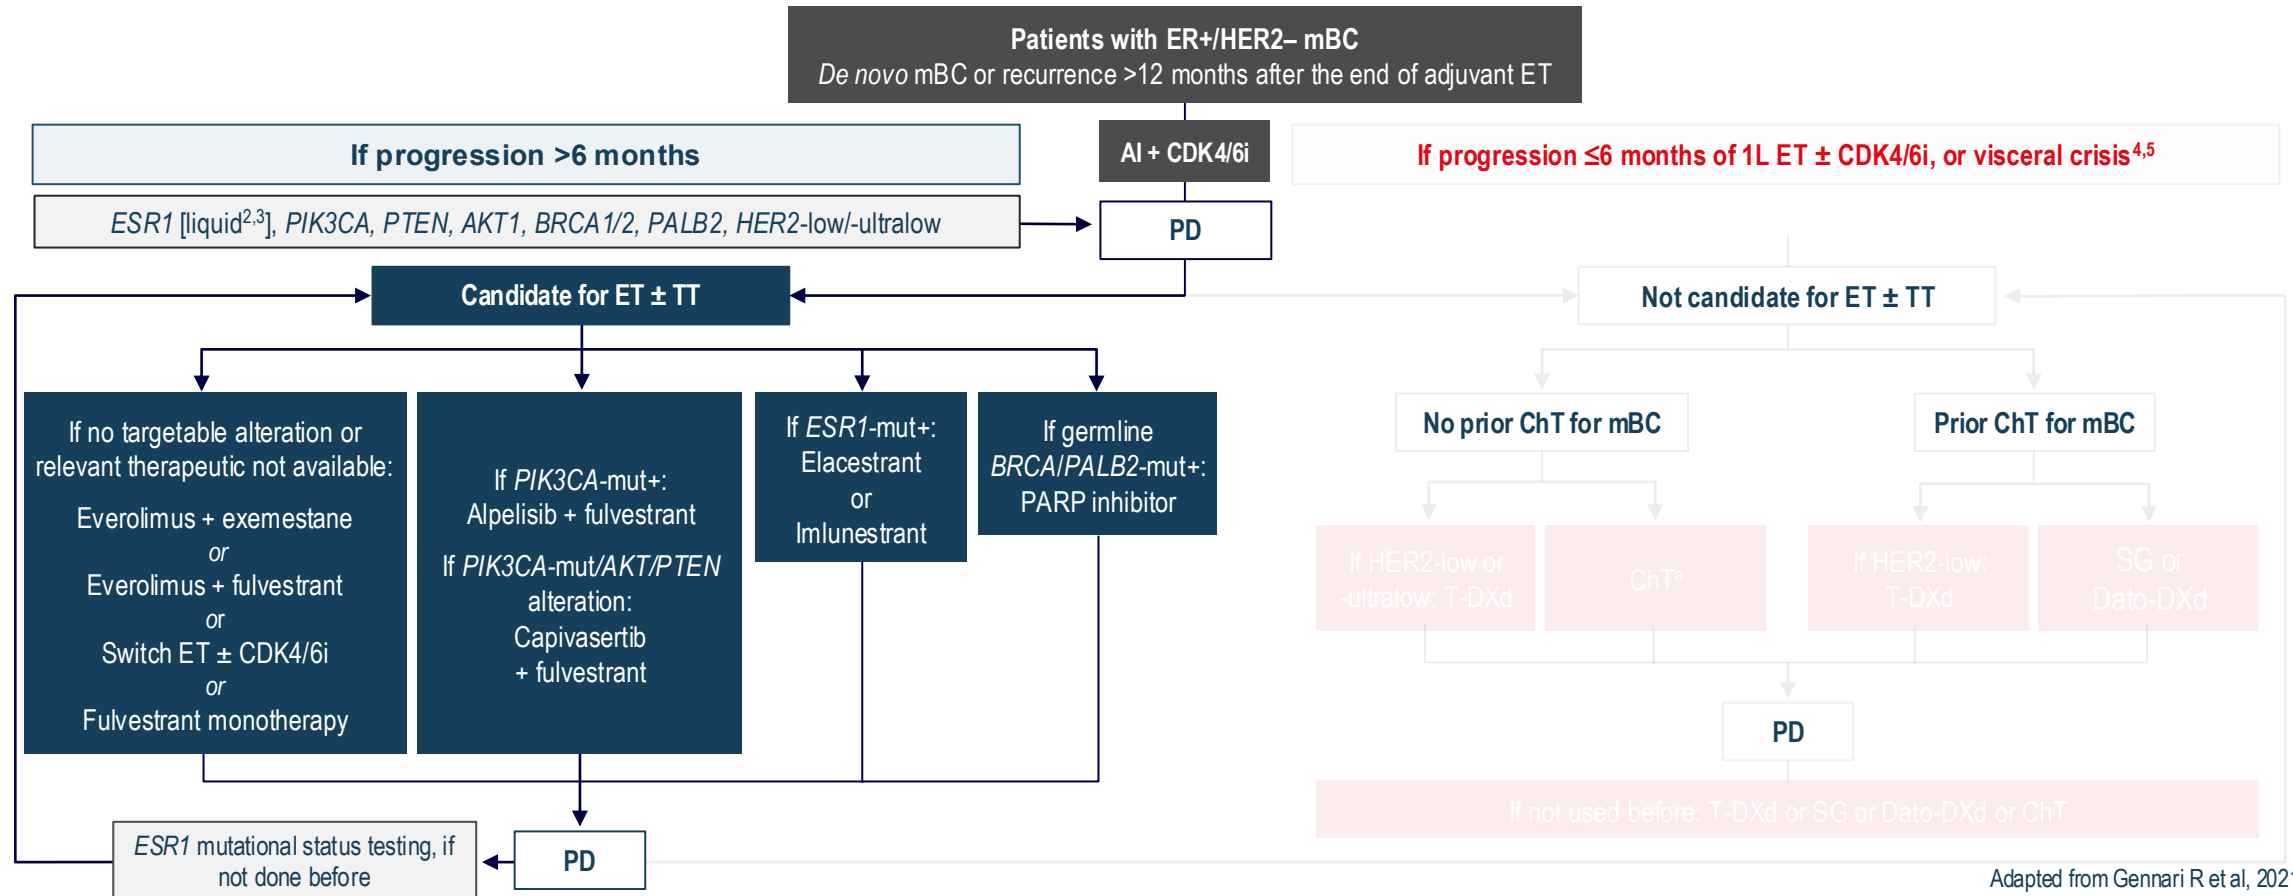 Patients with ER+/HER2– mBC
De novo mBC or recurrence >12 months after the end of adjuvant ET
If progression >6 months
AI + CDK4/6i
If progression ≤6 months of 1L ET ± CDK4/6i, or visceral crisis4,5
ESR1 [liquid2,3], PIK3CA, PTEN, AKT1, BRCA1/2, PALB2, HER2-low/-ultralow
PD
Candidate for ET ± TT
Not candidate for ET ± TT
If no targetable alteration or
relevant therapeutic not available:
Everolimus + exemestane
or
Everolimus + fulvestrant
or
Switch ET ± CDK4/6i
or
Fulvestrant monotherapy
If PIK3CA-mut+:
Alpelisib + fulvestrant
If PIK3CA-mut/AKT/PTEN
alteration:
Capivasertib
+ fulvestrant
If ESR1-mut+:
Elacestrant
or
Imlunestrant
If germline
BRCA/PALB2-mut+:
PARP inhibitor
No prior ChT for mBC
Prior ChT for mBC
If HER2-low or
-ultralow: T-DXd
ChTa
If HER2-low:
T-DXd
SG or
Dato-DXd
PD
If not used before: T-DXd or SG or Dato-DXd or ChT
ESR1 mutational status testing, if
not done before
PD
Adapted from Gennari R et al,